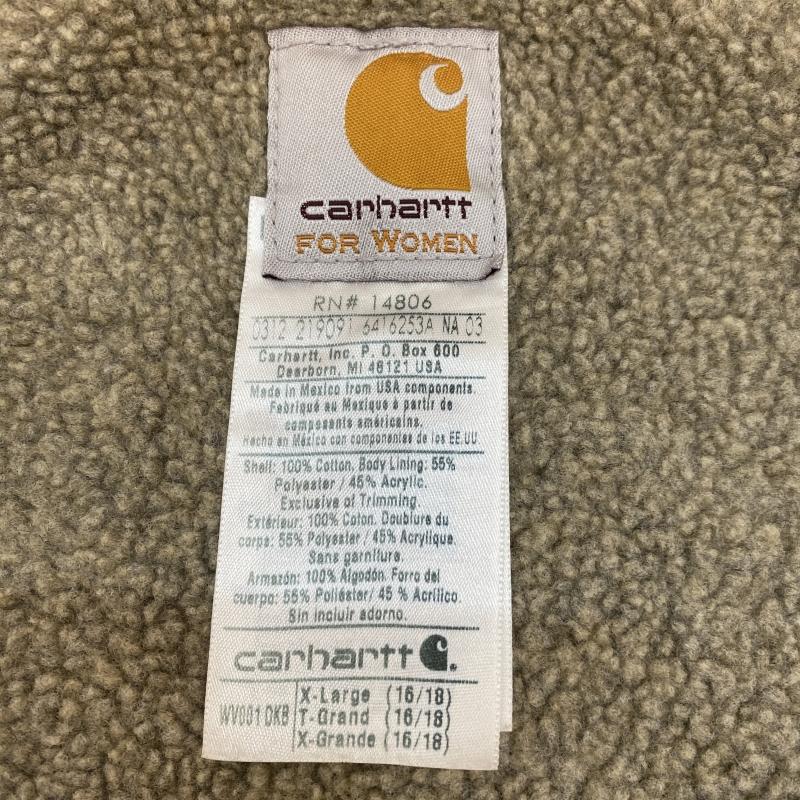 carhartt
FOR WOMEN
RN# 14806
0312 219091 6416253A NA 03
Carhartt, Inc. P. O. Box 600
Dearborn, MI 48121 USA
Made in Mexico from USA components.
Fabriqué au Mexique à partir de
composants américains.
Hecho en México con componentes de los EE.UU
Shell: 100% Cotton. Body Lining: 55%
Polyester / 45% Acrylic.
Exclusive of Trimming.
Extérieur: 100% Coton. Doublure du
corps: 55% Polyester / 45% Acrylique.
Sans garniture.
Armazón: 100% Algodón. Forro del
cuerpo: 55% Poliéster / 45 % Acrílico.
Sin incluir adorno.
carhartt
WV001 DKB
X-Large (16/18)
T-Grand (16/18)
X-Grande (16/18)